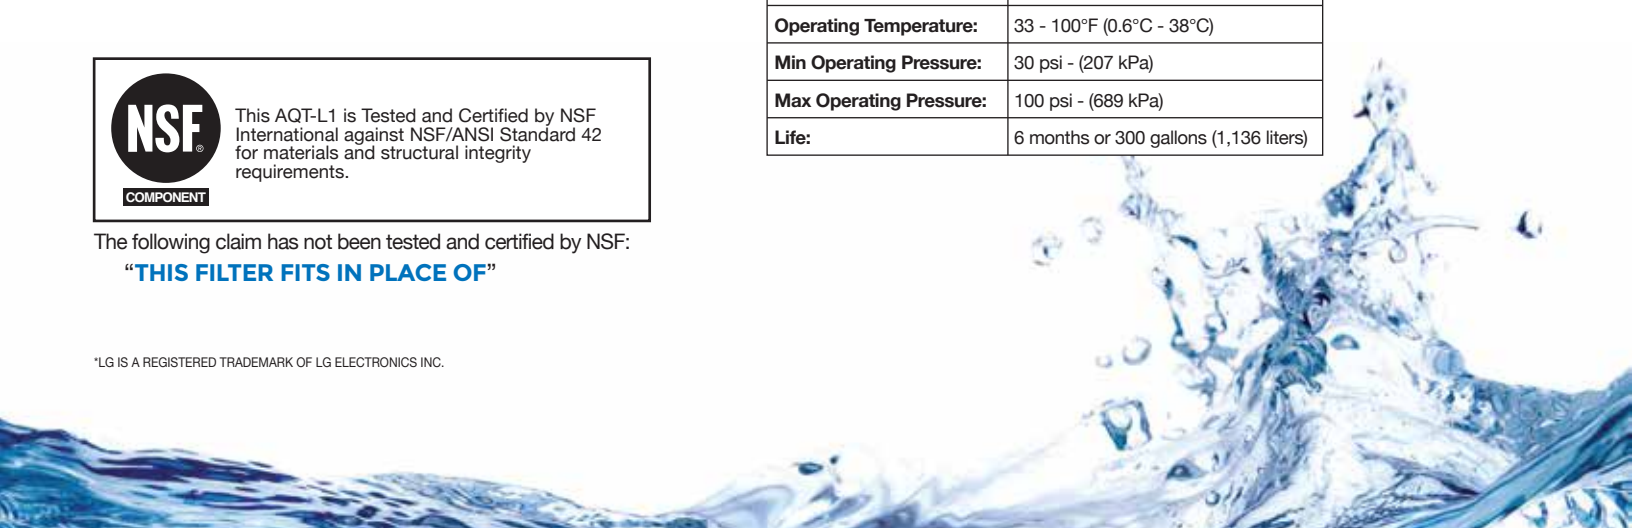 NSF®
COMPONENT
This AQT-L1 is Tested and Certified by NSF
International against NSF/ANSI Standard 42
for materials and structural integrity
requirements.
The following claim has not been tested and certified by NSF:
“THIS FILTER FITS IN PLACE OF”
*LG IS A REGISTERED TRADEMARK OF LG ELECTRONICS INC.
Operating Temperature: 33 - 100°F (0.6°C - 38°C)
Min Operating Pressure: 30 psi - (207 kPa)
Max Operating Pressure: 100 psi - (689 kPa)
Life: 6 months or 300 gallons (1,136 liters)